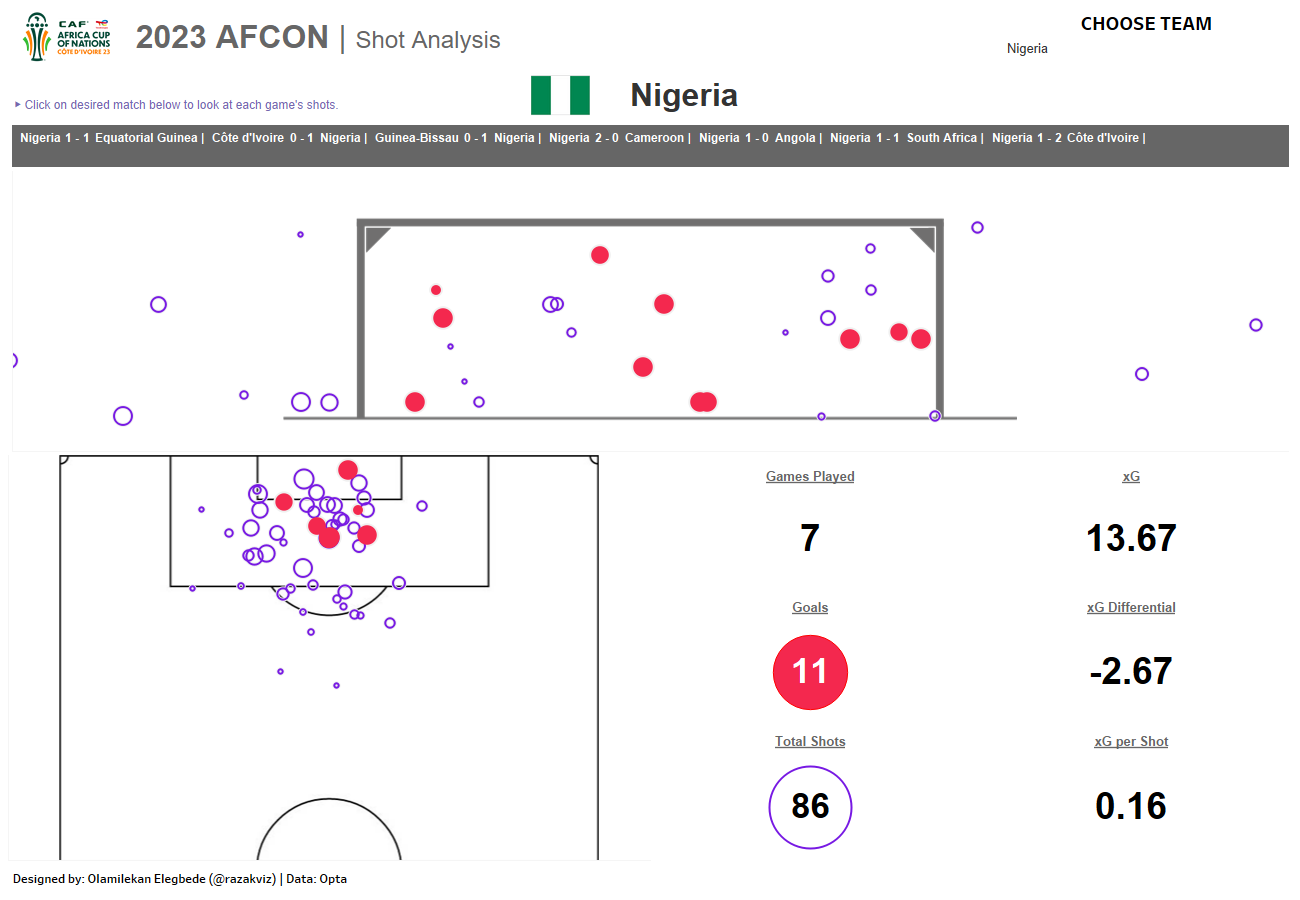 CAF
TotalEnergies
AFRICA CUP
OF NATIONS
CÔTE D'IVOIRE 23
2023 AFCON | Shot Analysis
CHOOSE TEAM
Nigeria
Nigeria
Click on desired match below to look at each game's shots.
Nigeria 1 - 1 Equatorial Guinea | Côte d'Ivoire 0 - 1 Nigeria | Guinea-Bissau 0 - 1 Nigeria | Nigeria 2 - 0 Cameroon | Nigeria 1 - 0 Angola | Nigeria 1 - 1 South Africa | Nigeria 1 - 2 Côte d'Ivoire |
Games Played
xG
7
13.67
Goals
xG Differential
11
-2.67
Total Shots
xG per Shot
86
0.16
Designed by: Olamilekan Elegbede (@razakviz) | Data: Opta